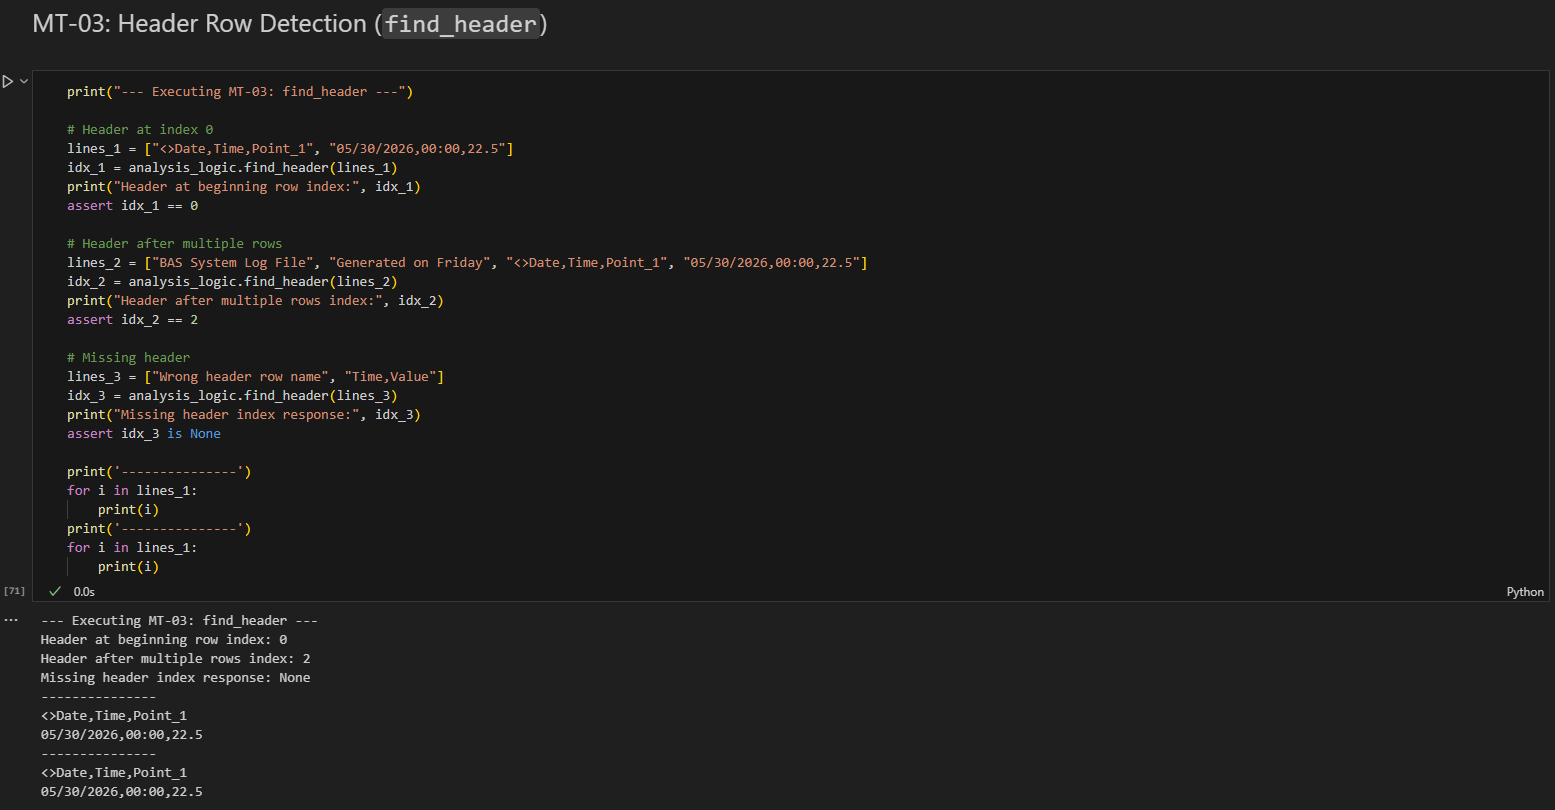 MT-03: Header Row Detection (find_header)
print("--- Executing MT-03: find_header ---")
# Header at index 0
lines_1 = ["<>Date,Time,Point_1", "05/30/2026,00:00,22.5"]
idx_1 = analysis_logic.find_header(lines_1)
print("Header at beginning row index:", idx_1)
assert idx_1 == 0
# Header after multiple rows
lines_2 = ["BAS System Log File", "Generated on Friday", "<>Date,Time,Point_1", "05/30/2026,00:00,22.5"]
idx_2 = analysis_logic.find_header(lines_2)
print("Header after multiple rows index:", idx_2)
assert idx_2 == 2
# Missing header
lines_3 = ["Wrong header row name", "Time,Value"]
idx_3 = analysis_logic.find_header(lines_3)
print("Missing header index response:", idx_3)
assert idx_3 is None
print('---------------')
for i in lines_1:
    print(i)
print('---------------')
for i in lines_1:
    print(i)
[71] 0.0s Python
--- Executing MT-03: find_header ---
Header at beginning row index: 0
Header after multiple rows index: 2
Missing header index response: None
---------------
<>Date,Time,Point_1
05/30/2026,00:00,22.5
---------------
<>Date,Time,Point_1
05/30/2026,00:00,22.5